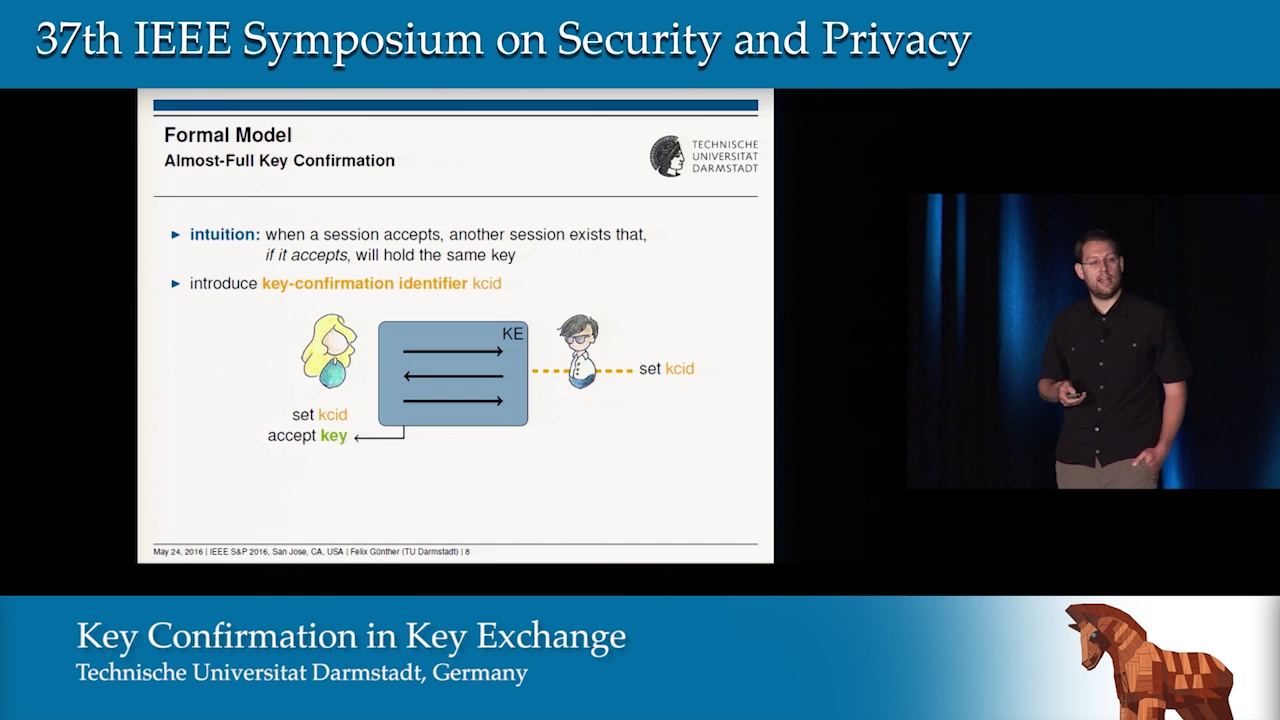 37th IEEE Symposium on Security and Privacy
Formal Model
Almost-Full Key Confirmation
TECHNISCHE
UNIVERSITÄT
DARMSTADT
► intuition: when a session accepts, another session exists that,
if it accepts, will hold the same key
► introduce key-confirmation identifier kcid
KE
set kcid
set kcid
accept key
May 24, 2016 | IEEE S&P 2016, San Jose, CA, USA | Felix Günther (TU Darmstadt) | 8
Key Confirmation in Key Exchange
Technische Universitat Darmstadt, Germany